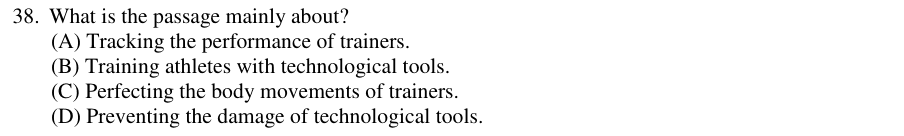 38. What is the passage mainly about?
(A) Tracking the performance of trainers.
(B) Training athletes with technological tools.
(C) Perfecting the body movements of trainers.
(D) Preventing the damage of technological tools.